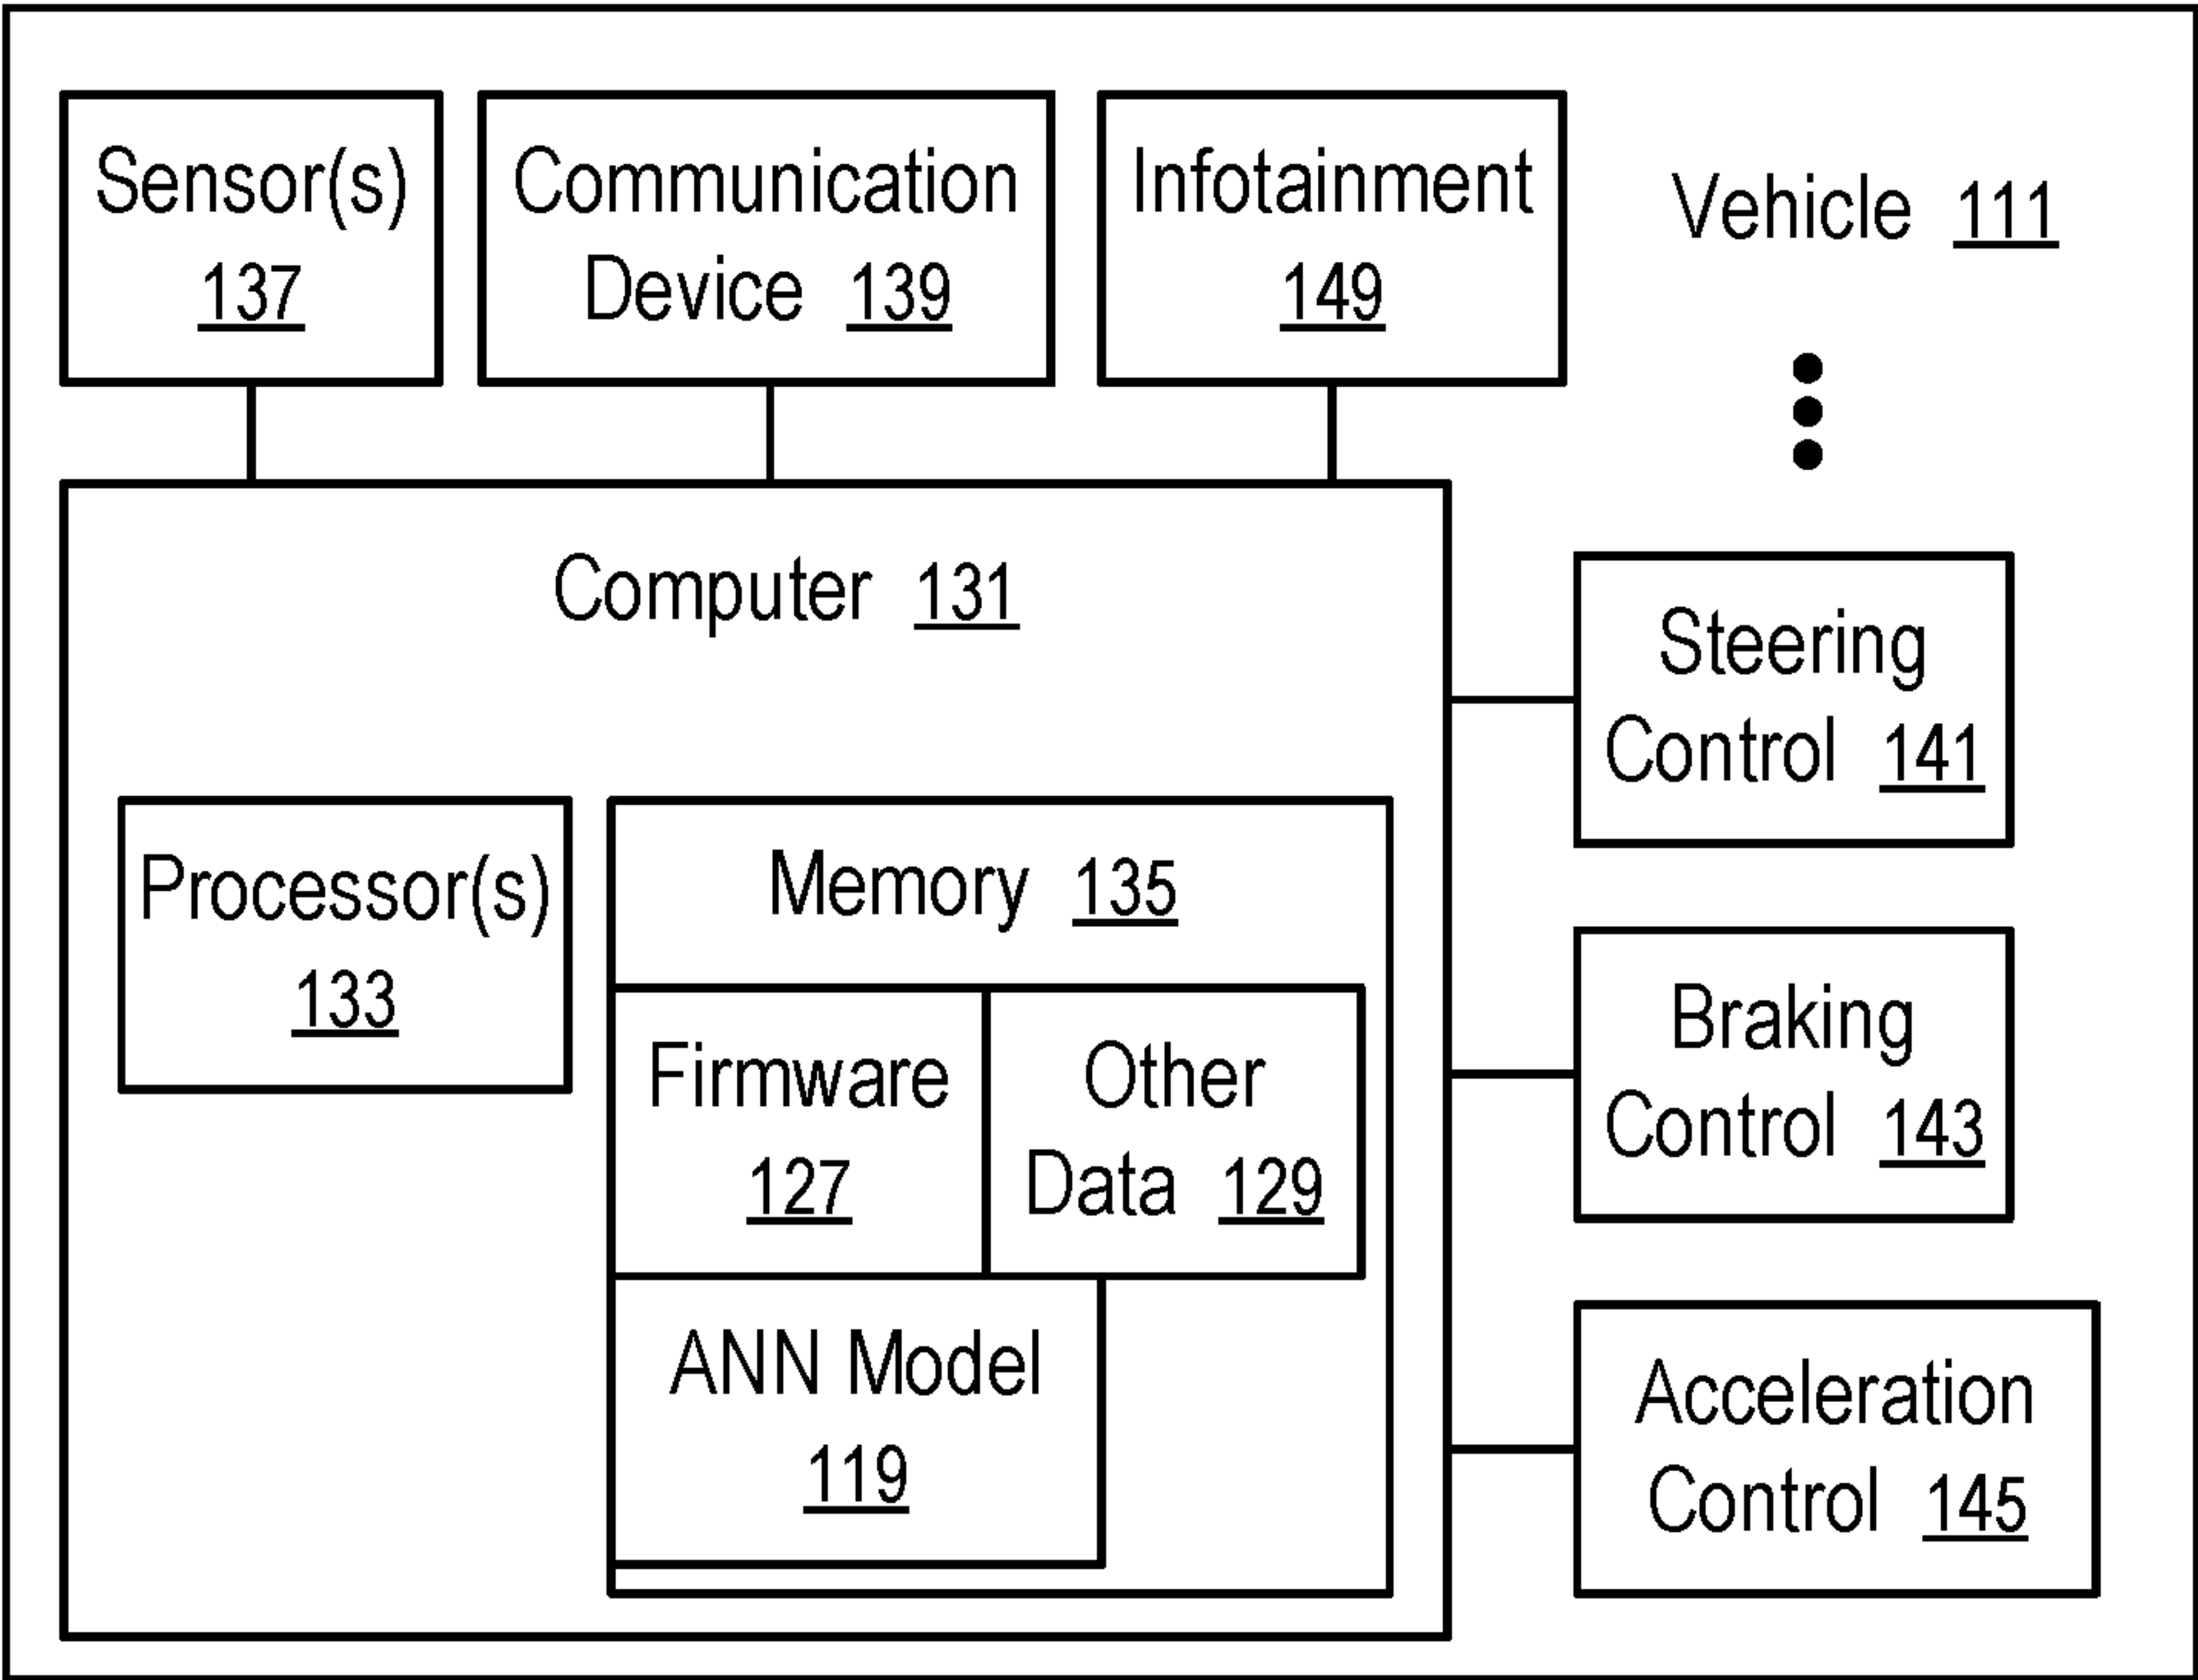 Sensor(s)
137
Communication
Device 139
Infotainment
149
Vehicle 111
Computer 131
Steering
Control 141
Processor(s)
133
Memory 135
Firmware
127
Other
Data 129
ANN Model
119
Braking
Control 143
Acceleration
Control 145